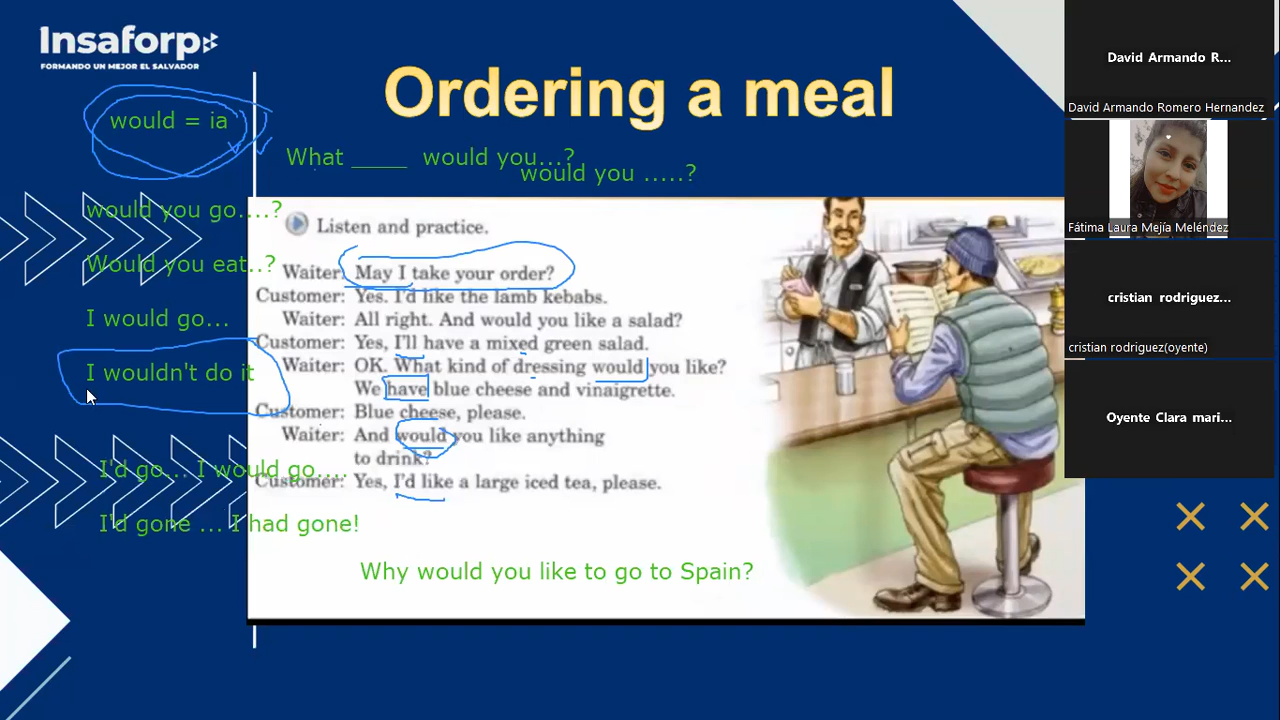 Insaforp
FORMANDO UN MEJOR EL SALVADOR
Ordering a meal
would = ia
What ____ would you...?
would you .....?
would you go....?
Would you eat..?
I would go...
I wouldn't do it
I'd go... I would go....
I'd gone ... I had gone!
Listen and practice.
Waiter: May I take your order?
Customer: Yes. I'd like the lamb kebabs.
Waiter: All right. And would you like a salad?
Customer: Yes, I'll have a mixed green salad.
Waiter: OK. What kind of dressing would you like?
We have blue cheese and vinaigrette.
Customer: Blue cheese, please.
Waiter: And would you like anything
to drink?
Customer: Yes, I'd like a large iced tea, please.
Why would you like to go to Spain?
David Armando R...
David Armando Romero Hernandez
Fátima Laura Mejía Meléndez
cristian rodriguez...
cristian rodriguez(oyente)
Oyente Clara mari...